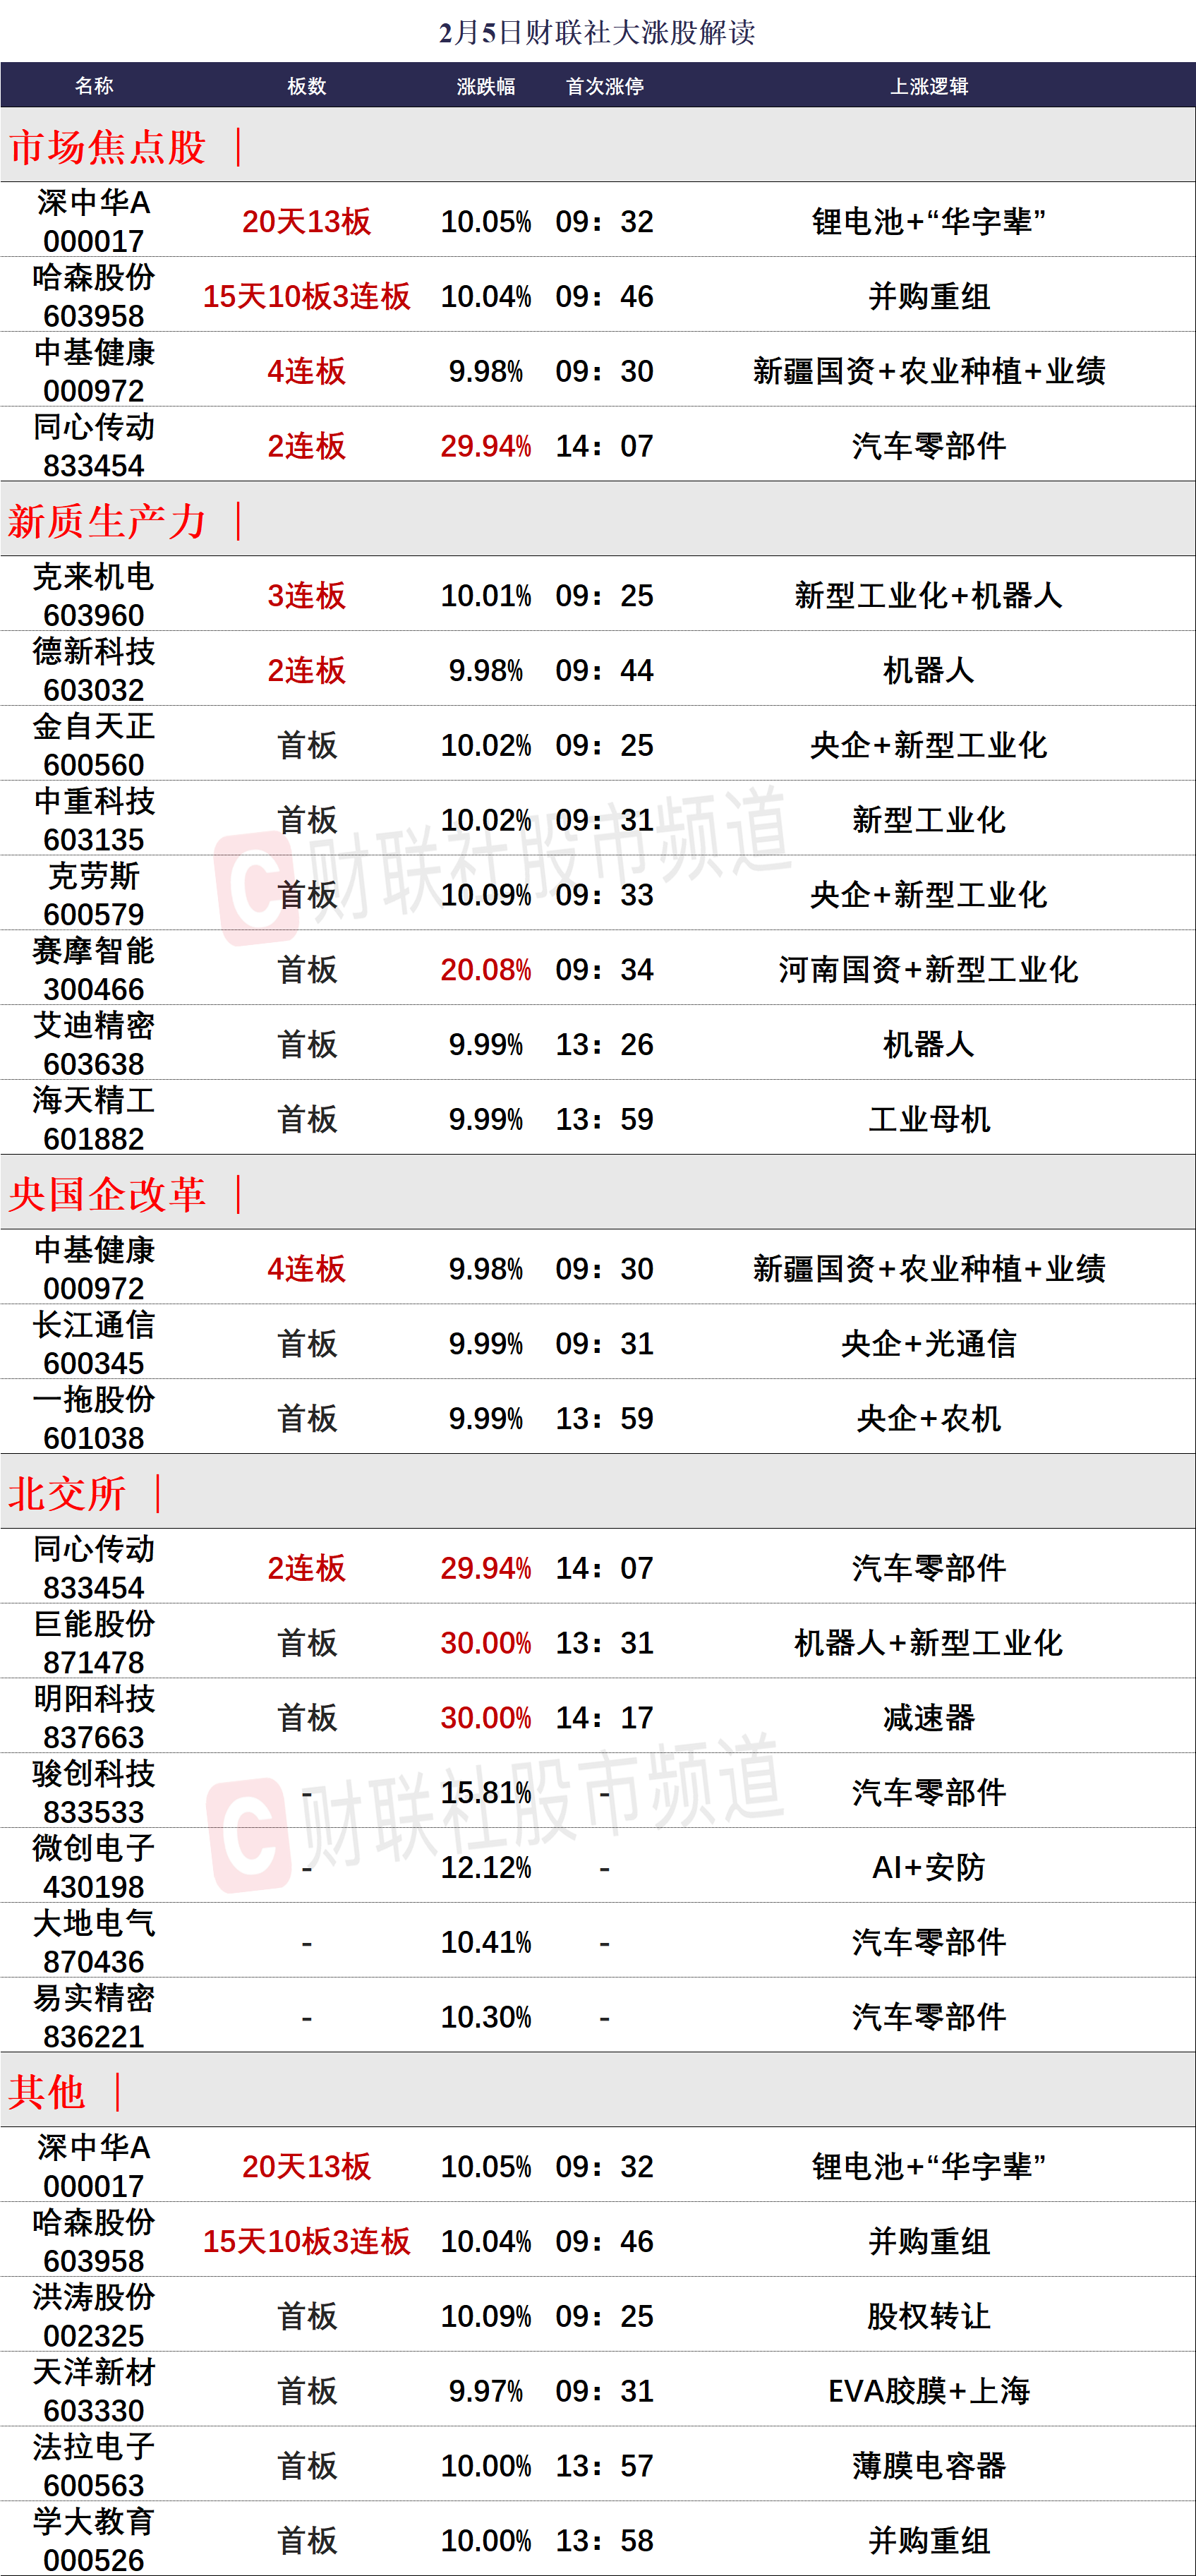 2月5日财联社大涨股解读
名称 板数 涨跌幅 首次涨停 上涨逻辑
市场焦点股 ｜
深中华A
000017 20天13板 10.05% 09：32 锂电池+“华字辈”
哈森股份
603958 15天10板3连板 10.04% 09：46 并购重组
中基健康
000972 4连板 9.98% 09：30 新疆国资+农业种植+业绩
同心传动
833454 2连板 29.94% 14：07 汽车零部件
新质生产力 ｜
克来机电
603960 3连板 10.01% 09：25 新型工业化+机器人
德新科技
603032 2连板 9.98% 09：44 机器人
金自天正
600560 首板 10.02% 09：25 央企+新型工业化
中重科技
603135 首板 10.02% 09：31 新型工业化
克劳斯
600579 首板 10.09% 09：33 央企+新型工业化
赛摩智能
300466 首板 20.08% 09：34 河南国资+新型工业化
艾迪精密
603638 首板 9.99% 13：26 机器人
海天精工
601882 首板 9.99% 13：59 工业母机
C 财联社股市频道
央国企改革 ｜
中基健康
000972 4连板 9.98% 09：30 新疆国资+农业种植+业绩
长江通信
600345 首板 9.99% 09：31 央企+光通信
一拖股份
601038 首板 9.99% 13：59 央企+农机
北交所 ｜
同心传动
833454 2连板 29.94% 14：07 汽车零部件
巨能股份
871478 首板 30.00% 13：31 机器人+新型工业化
明阳科技
837663 首板 30.00% 14：17 减速器
骏创科技
833533 - 15.81% - 汽车零部件
微创电子
430198 - 12.12% - AI+安防
大地电气
870436 - 10.41% - 汽车零部件
易实精密
836221 - 10.30% - 汽车零部件
C 财联社股市频道
其他 ｜
深中华A
000017 20天13板 10.05% 09：32 锂电池+“华字辈”
哈森股份
603958 15天10板3连板 10.04% 09：46 并购重组
洪涛股份
002325 首板 10.09% 09：25 股权转让
天洋新材
603330 首板 9.97% 09：31 EVA胶膜+上海
法拉电子
600563 首板 10.00% 13：57 薄膜电容器
学大教育
000526 首板 10.00% 13：58 并购重组